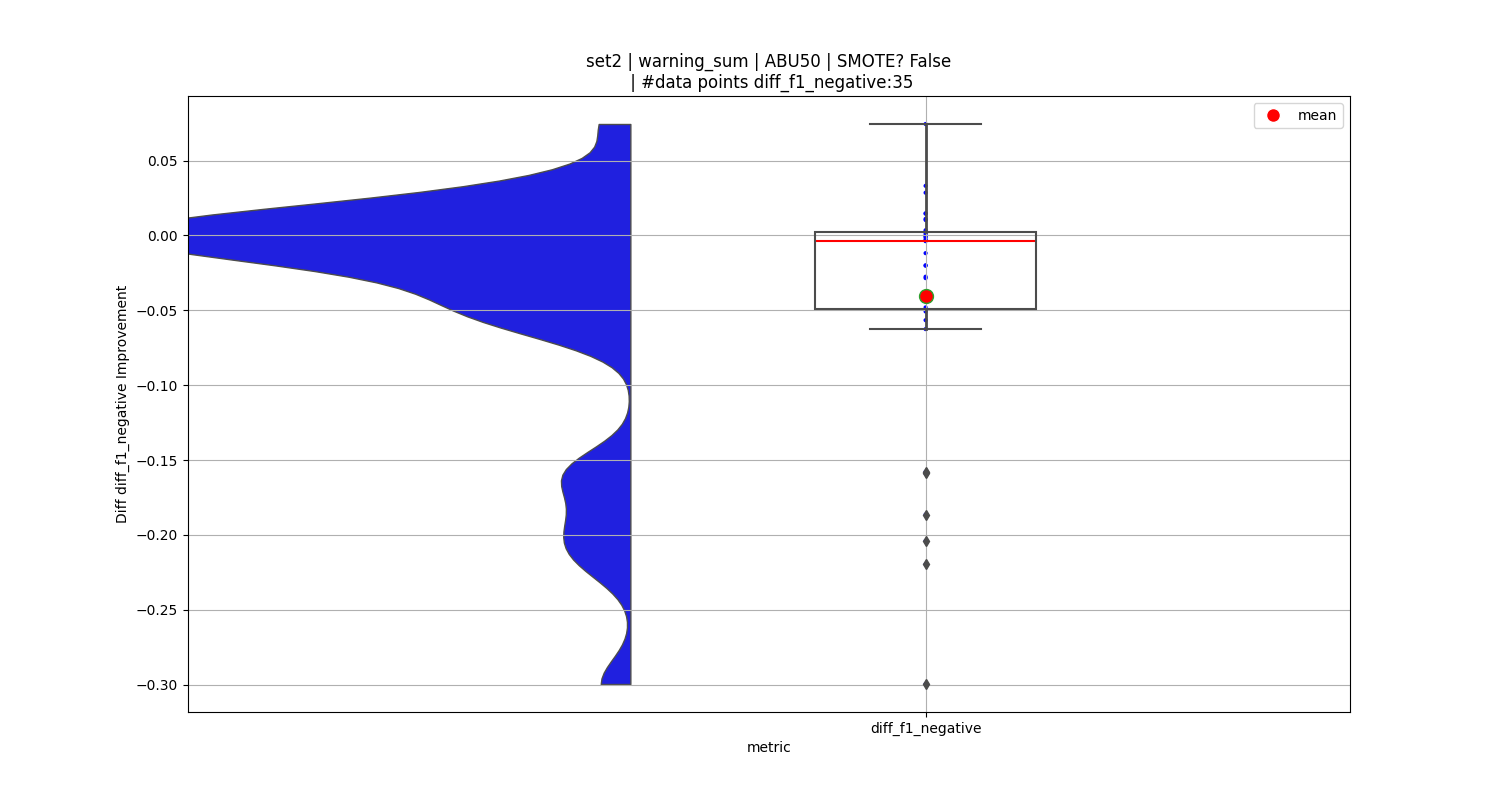 set2 | warning_sum | ABU50 | SMOTE? False
| #data points diff_f1_negative:35
mean
0.05
0.00
−0.05
−0.10
−0.15
−0.20
−0.25
−0.30
Diff diff_f1_negative Improvement
diff_f1_negative
metric